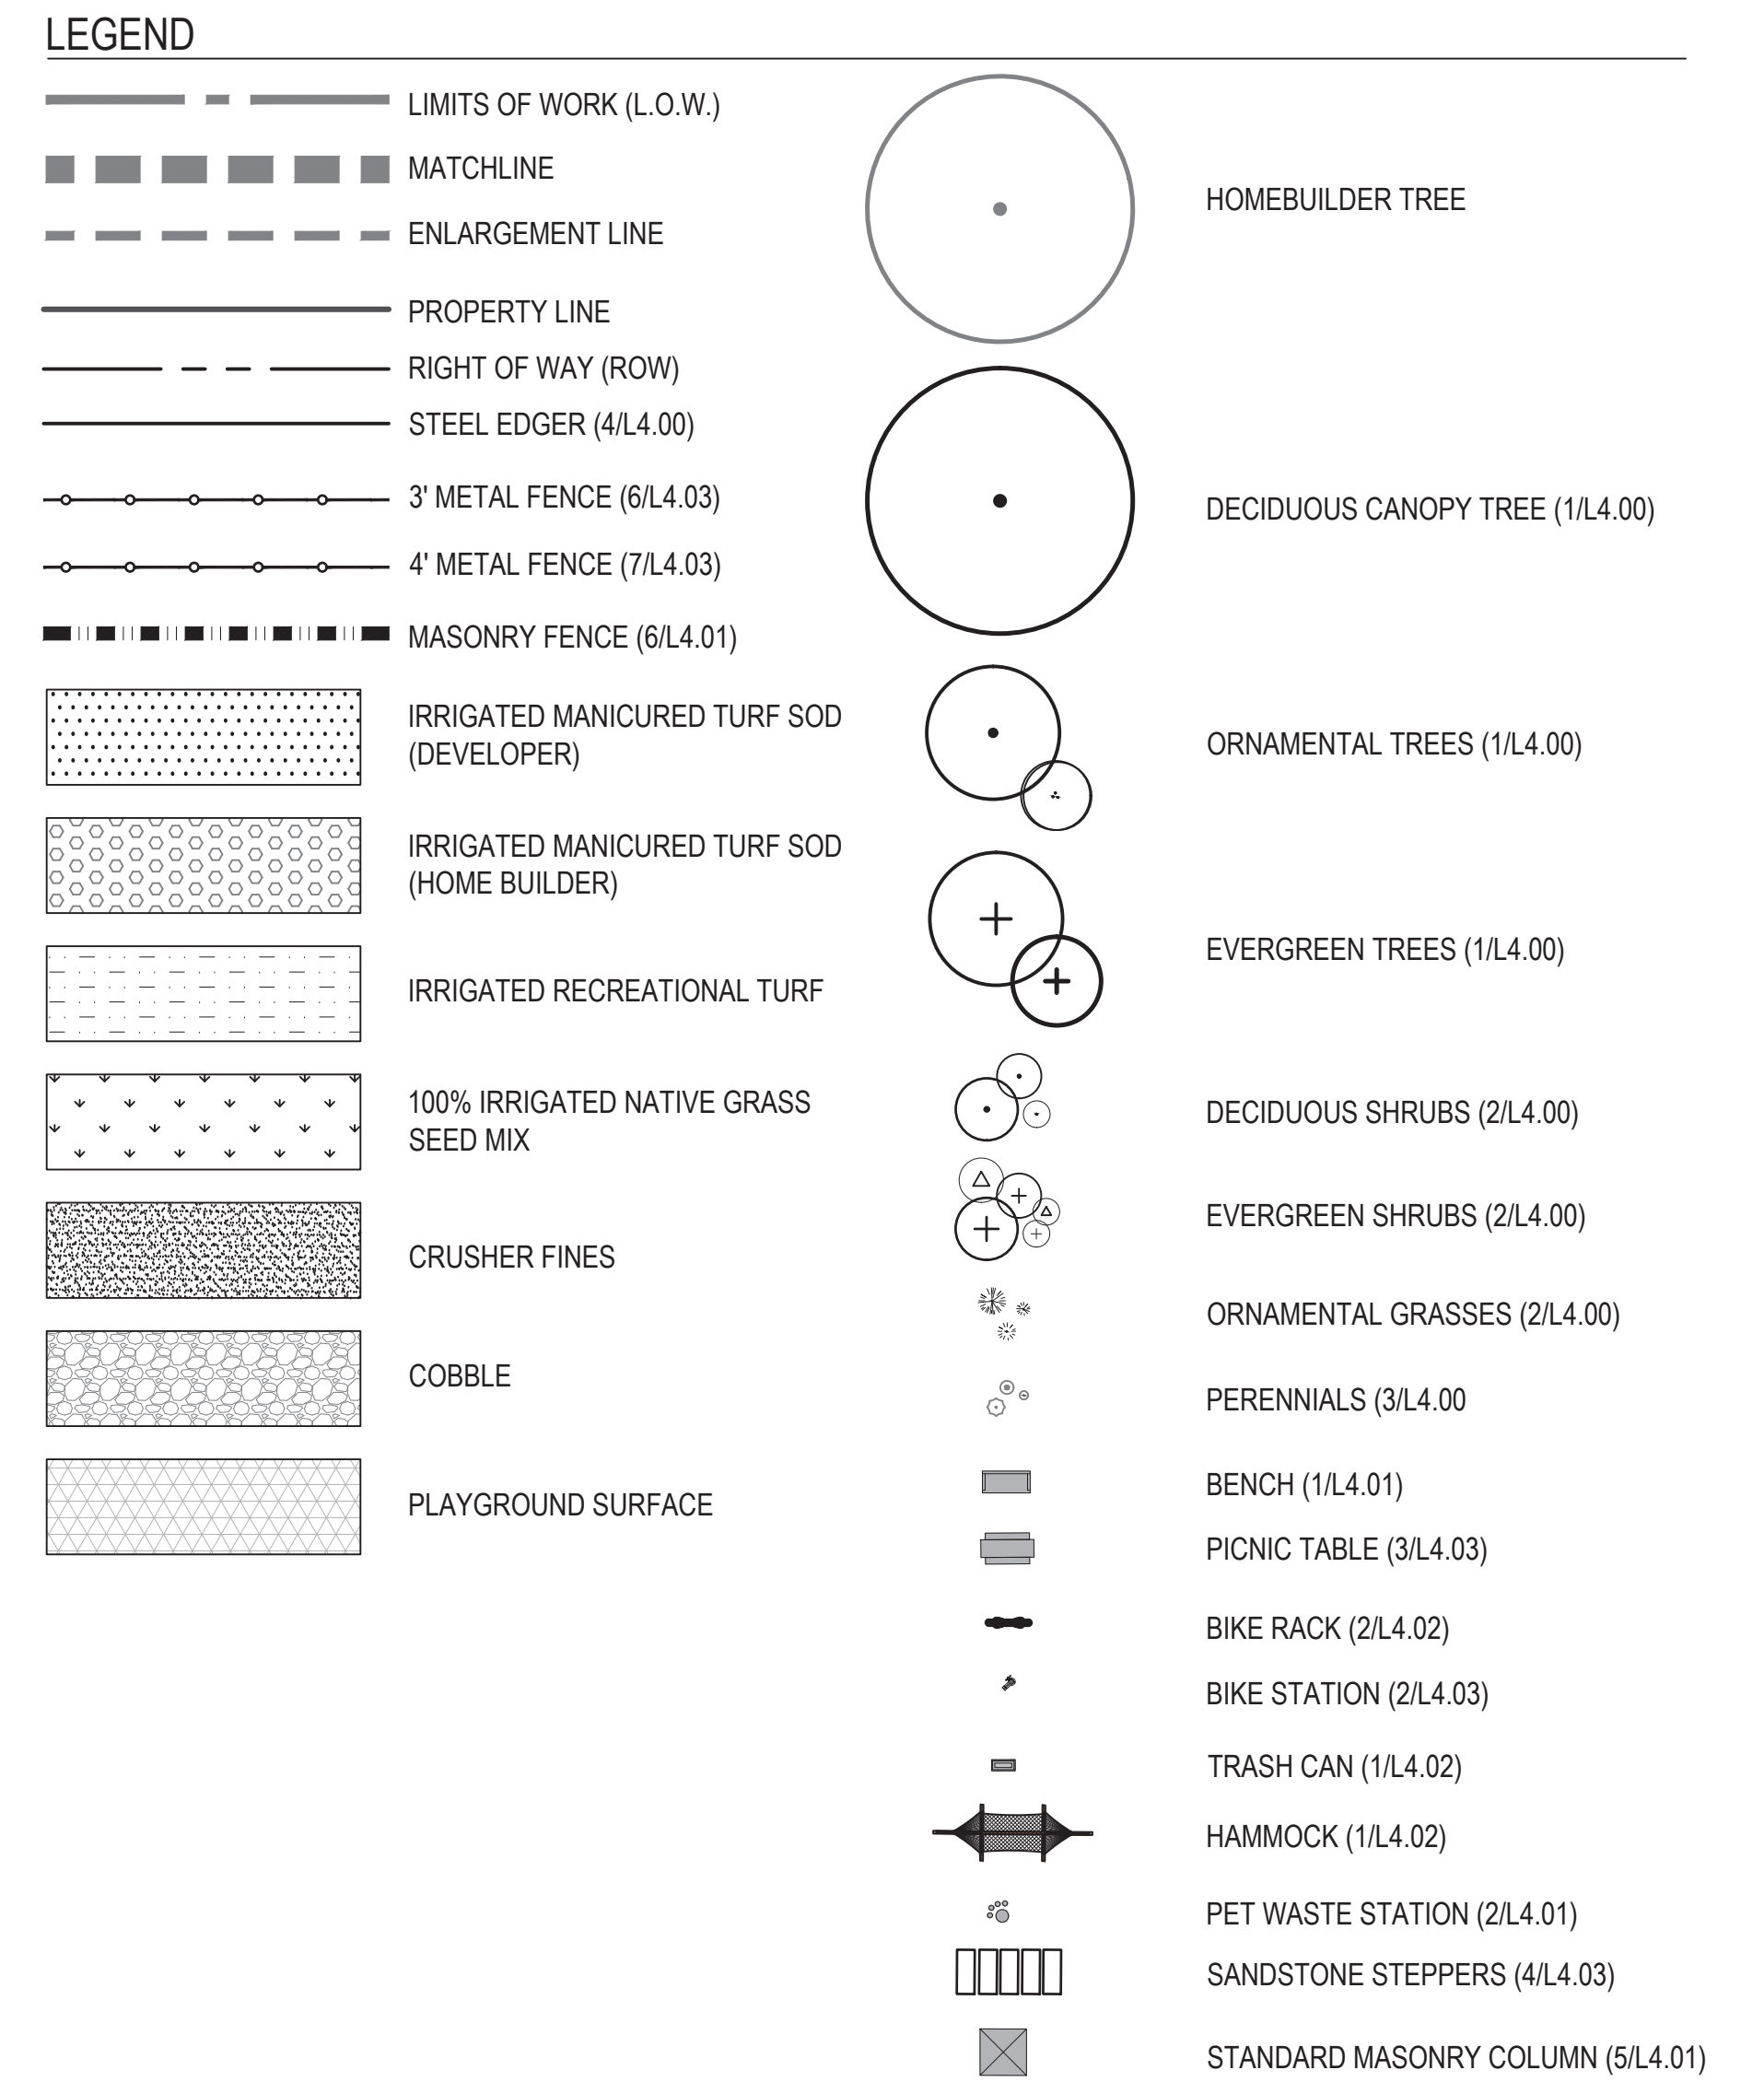 LEGEND
LIMITS OF WORK (L.O.W.)
MATCHLINE
ENLARGEMENT LINE
PROPERTY LINE
RIGHT OF WAY (ROW)
STEEL EDGER (4/L4.00)
3' METAL FENCE (6/L4.03)
4' METAL FENCE (7/L4.03)
MASONRY FENCE (6/L4.01)
IRRIGATED MANICURED TURF SOD
(DEVELOPER)
IRRIGATED MANICURED TURF SOD
(HOME BUILDER)
IRRIGATED RECREATIONAL TURF
100% IRRIGATED NATIVE GRASS
SEED MIX
CRUSHER FINES
COBBLE
PLAYGROUND SURFACE
HOMEBUILDER TREE
DECIDUOUS CANOPY TREE (1/L4.00)
ORNAMENTAL TREES (1/L4.00)
EVERGREEN TREES (1/L4.00)
DECIDUOUS SHRUBS (2/L4.00)
EVERGREEN SHRUBS (2/L4.00)
ORNAMENTAL GRASSES (2/L4.00)
PERENNIALS (3/L4.00
BENCH (1/L4.01)
PICNIC TABLE (3/L4.03)
BIKE RACK (2/L4.02)
BIKE STATION (2/L4.03)
TRASH CAN (1/L4.02)
HAMMOCK (1/L4.02)
PET WASTE STATION (2/L4.01)
SANDSTONE STEPPERS (4/L4.03)
STANDARD MASONRY COLUMN (5/L4.01)